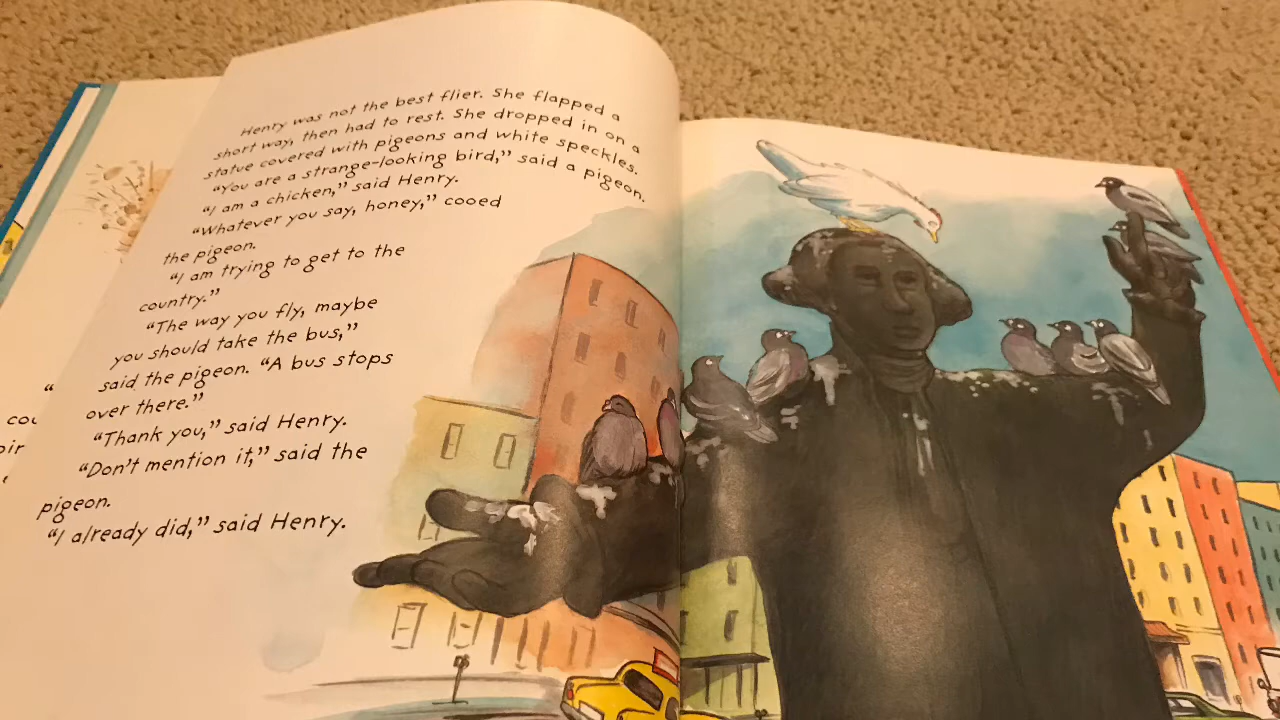 Henry was not the best flier. She flapped a
short way, then had to rest. She dropped in on a
statue covered with pigeons and white speckles.
“You are a strange-looking bird,” said a pigeon.
“I am a chicken,” said Henry.
“Whatever you say, honey,” cooed
the pigeon.
“I am trying to get to the
country.”
“The way you fly, maybe
you should take the bus,”
said the pigeon. “A bus stops
over there.”
“Thank you,” said Henry.
“Don’t mention it,” said the
pigeon.
“I already did,” said Henry.